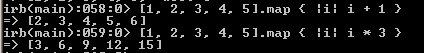 irb(main):058:0> [1, 2, 3, 4, 5].map { |i| i + 1 }
=> [2, 3, 4, 5, 6]
irb(main):059:0> [1, 2, 3, 4, 5].map { |i| i * 3 }
=> [3, 6, 9, 12, 15]